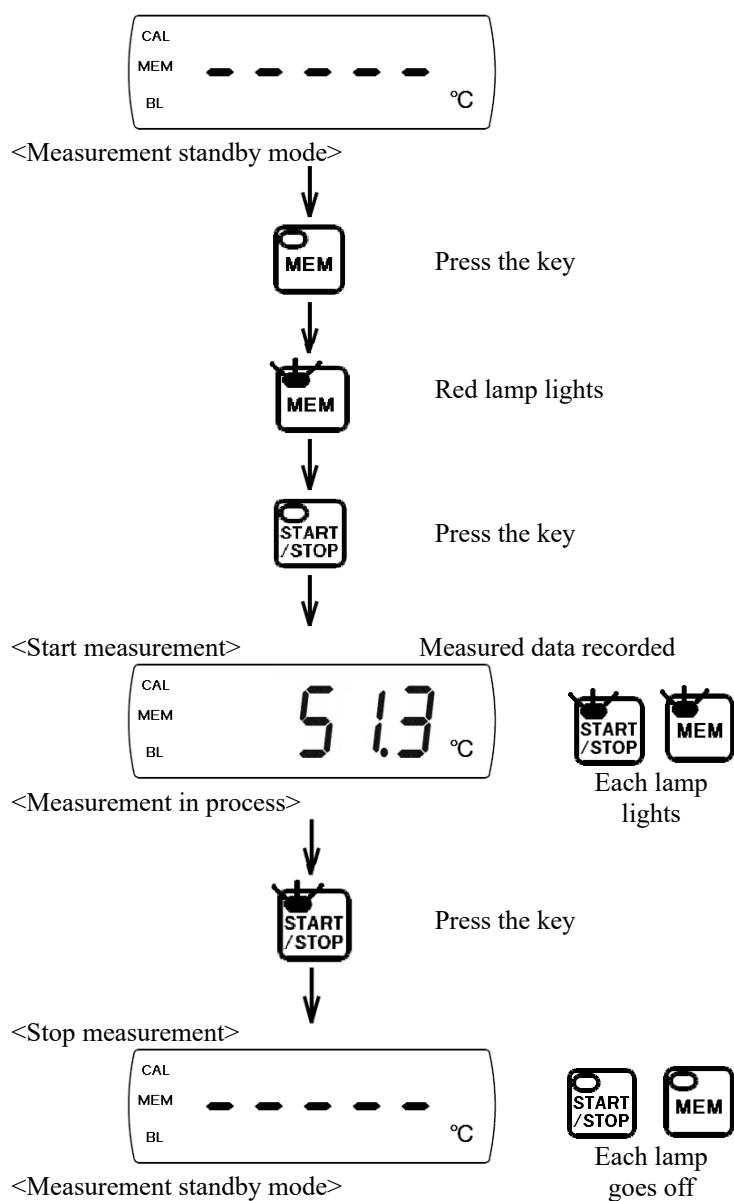 CAL
MEM - - - - -
BL °C
<Measurement standby mode>
MEM Press the key
MEM Red lamp lights
START
/STOP Press the key
<Start measurement> Measured data recorded
CAL
MEM 51.3
BL °C
START
/STOP MEM
Each lamp
lights
<Measurement in process>
START
/STOP Press the key
<Stop measurement>
CAL
MEM - - - - -
BL °C
START
/STOP MEM
Each lamp
goes off
<Measurement standby mode>